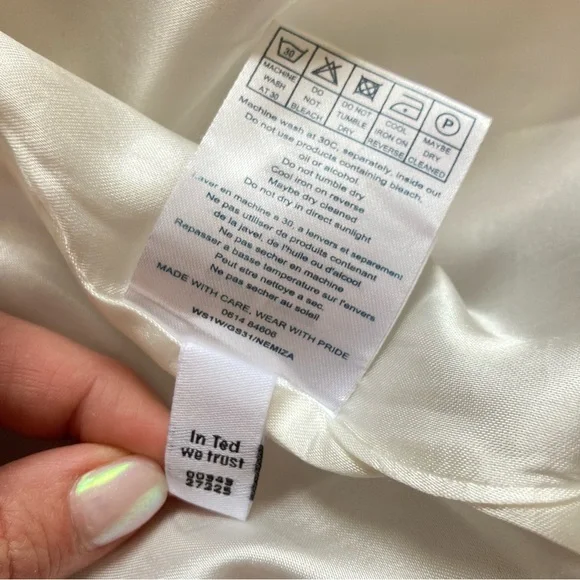 30
P
MACHINE WASH AT 30
DO NOT BLEACH
DO NOT TUMBLE DRY
COOL IRON ON REVERSE
MAYBE DRY CLEANED
Machine wash at 30C, separately, inside out
Do not use products containing bleach,
oil or alcohol.
Do not tumble dry
Cool iron on reverse
Maybe dry cleaned
Do not dry in direct sunlight
Laver en machine a 30, a lenvers et separement
Ne pas utiliser de produits contenant
de la javel, de l'huile ou d'alcool
Ne pas secher en machine
Repasser a basse temperature sur l'envers
Peut etre nettoye a sec.
Ne pas secher au soleil
MADE WITH CARE, WEAR WITH PRIDE
0614 84606
WS1W/GS31/NEMIZA
In Ted
we trust
00343
27225